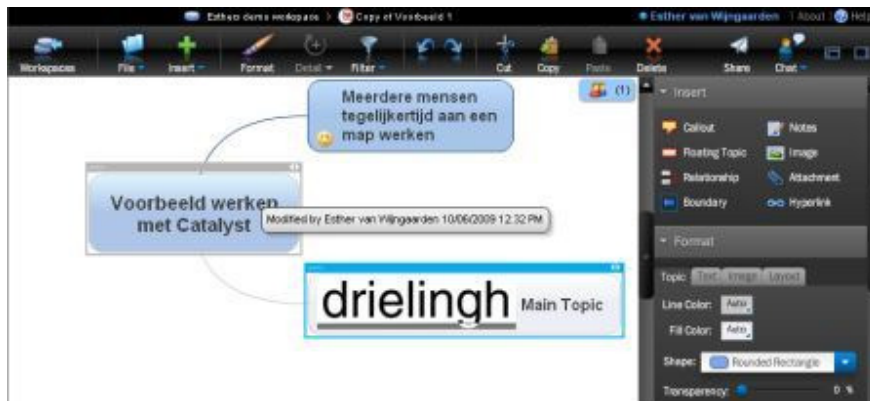 Esther demo workspace > Copy of Voorbeeld 1
Esther van Wijngaarden | About | Help
Workspaces File Insert Format Detail Filter Cut Copy Paste Delete Share Chat
Meerdere mensen
tegelijkertijd aan een
map werken
(1)
Voorbeeld werken
met Catalyst
Modified by Esther van Wijngaarden 10/06/2009 12:32 PM
drielingh Main Topic
Insert
Callout Notes
Floating Topic Image
Relationship Attachment
Boundary Hyperlink
Format
Topic Text Image Layout
Line Color: Auto
Fill Color: Auto
Shape: Rounded Rectangle
Transparency: 0 %